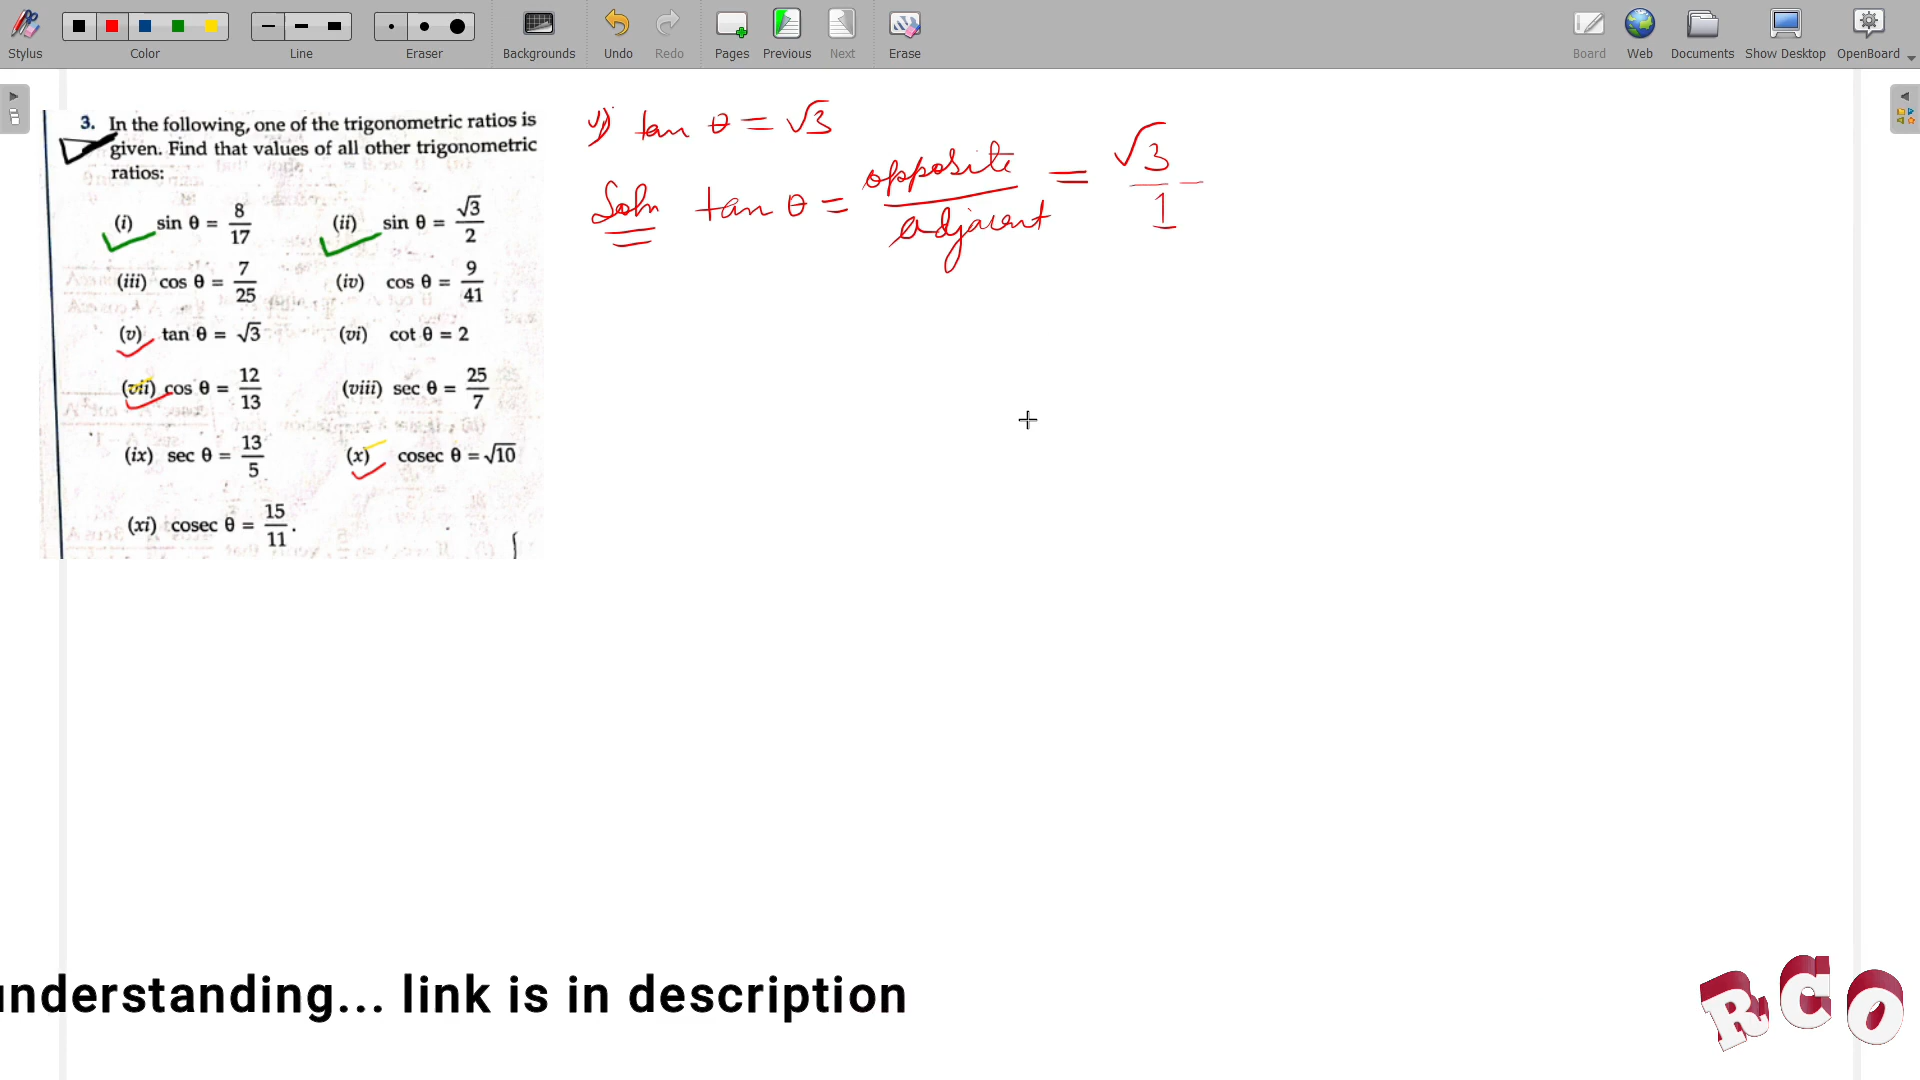 Stylus
Color
Line
Eraser
Backgrounds
Undo
Redo
Pages
Previous
Next
Erase
Board
Web
Documents
Show Desktop
OpenBoard
3. In the following, one of the trigonometric ratios is
given. Find that values of all other trigonometric
ratios:
(i) sin θ = 8/17 (ii) sin θ = √3/2
(iii) cos θ = 7/25 (iv) cos θ = 9/41
(v) tan θ = √3 (vi) cot θ = 2
(vii) cos θ = 12/13 (viii) sec θ = 25/7
(ix) sec θ = 13/5 (x) cosec θ = √10
(xi) cosec θ = 15/11.
v) tan θ = √3
Soln tan θ = opposite/adjacent = √3/1
understanding... link is in description
RCO